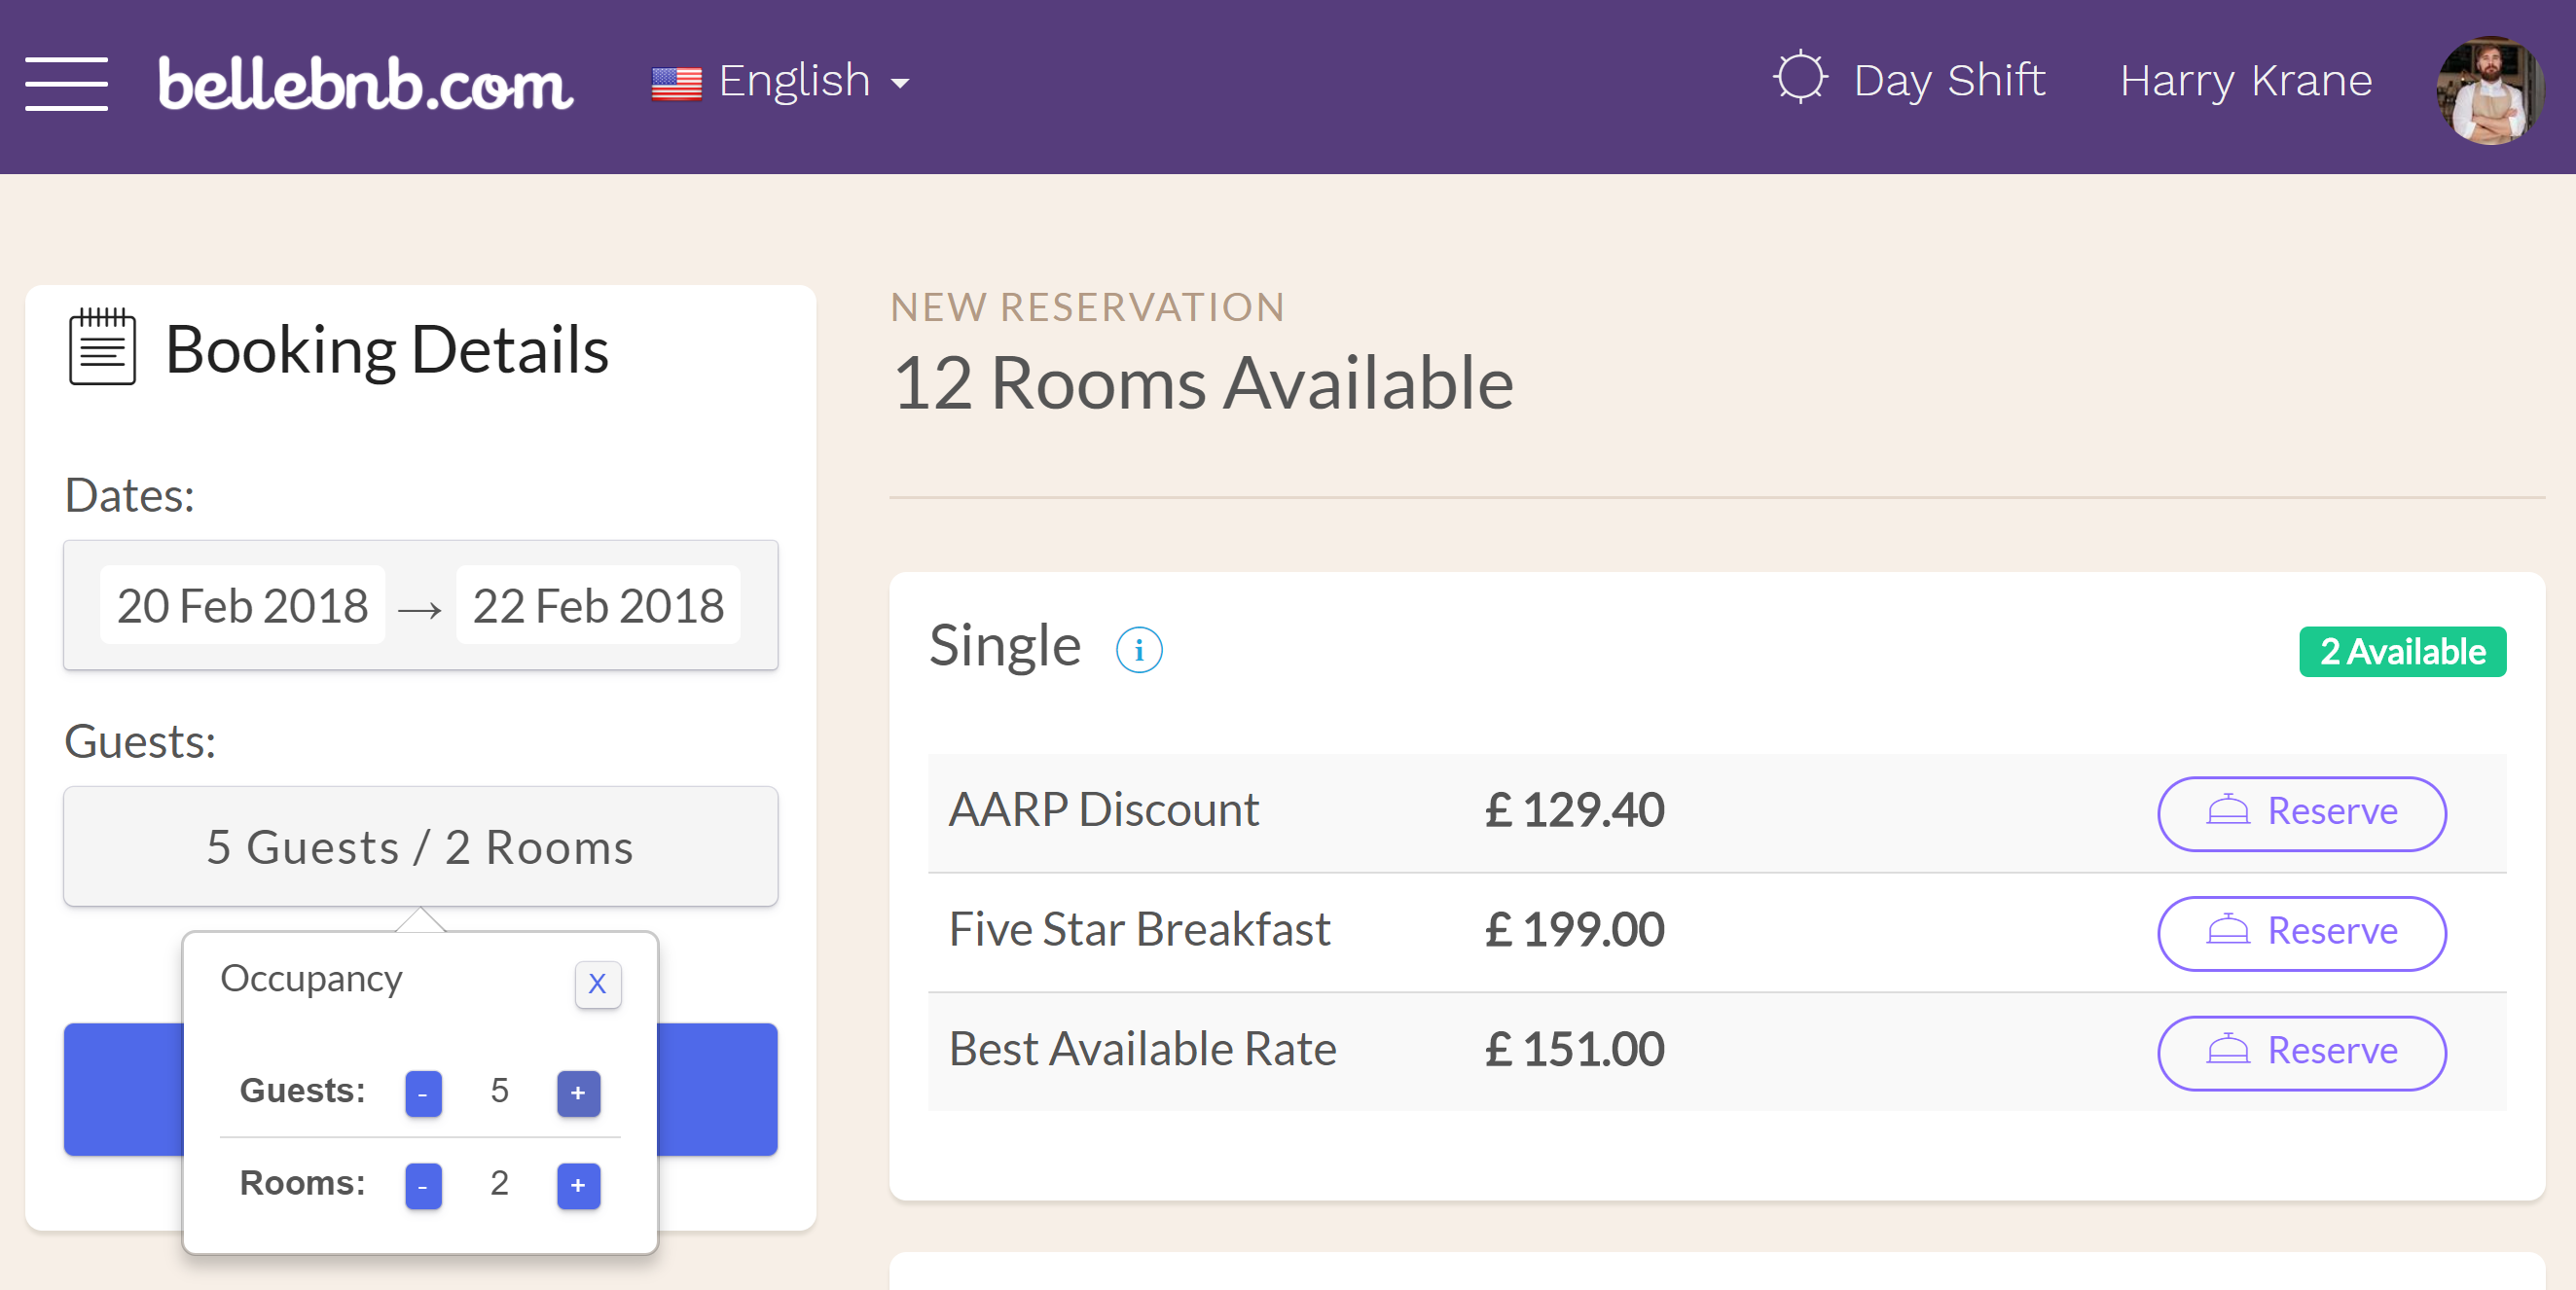 bellebnb.com
English
Day Shift
Harry Krane
Booking Details
Dates:
20 Feb 2018 → 22 Feb 2018
Guests:
5 Guests / 2 Rooms
Occupancy
X
Guests: - 5 +
Rooms: - 2 +
NEW RESERVATION
12 Rooms Available
Single i
2 Available
AARP Discount £ 129.40 Reserve
Five Star Breakfast £ 199.00 Reserve
Best Available Rate £ 151.00 Reserve